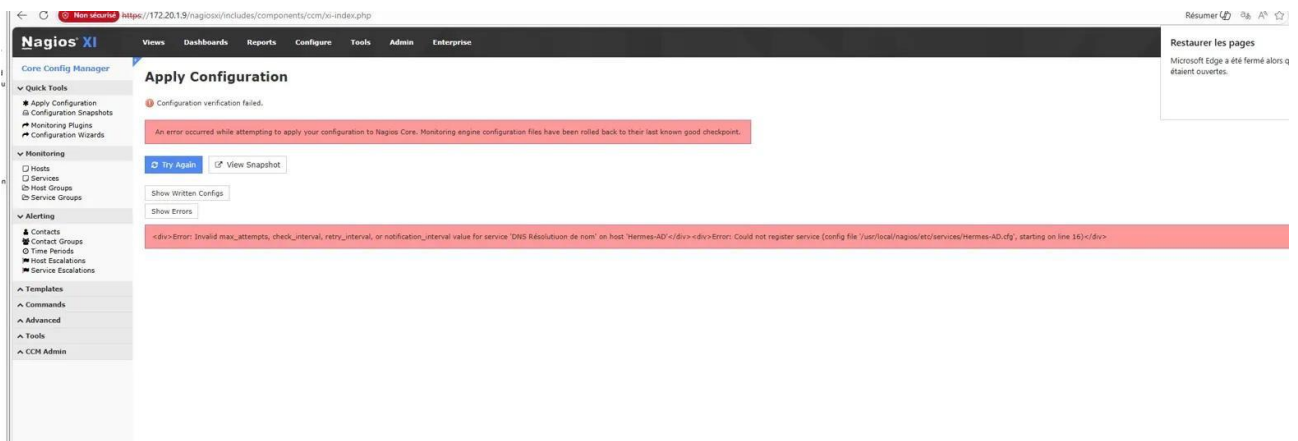 Non sécurisé https://172.20.1.9/nagiosxi/includes/components/ccm/xi-index.php
Résumer
Nagios XI
Views Dashboards Reports Configure Tools Admin Enterprise
Restaurer les pages
Microsoft Edge a été fermé alors q
étaient ouvertes.
Core Config Manager
Quick Tools
Apply Configuration
Configuration Snapshots
Monitoring Plugins
Configuration Wizards
Monitoring
Hosts
Services
Host Groups
Service Groups
Alerting
Contacts
Contact Groups
Time Periods
Host Escalations
Service Escalations
Templates
Commands
Advanced
Tools
CCM Admin
Apply Configuration
Configuration verification failed.
An error occurred while attempting to apply your configuration to Nagios Core. Monitoring engine configuration files have been rolled back to their last known good checkpoint.
Try Again View Snapshot
Show Written Configs
Show Errors
<div>Error: Invalid max_attempts, check_interval, retry_interval, or notification_interval value for service 'DNS Résolutiuon de nom' on host 'Hermes-AD'</div><div>Error: Could not register service (config file '/usr/local/nagios/etc/services/Hermes-AD.cfg', starting on line 16)</div>